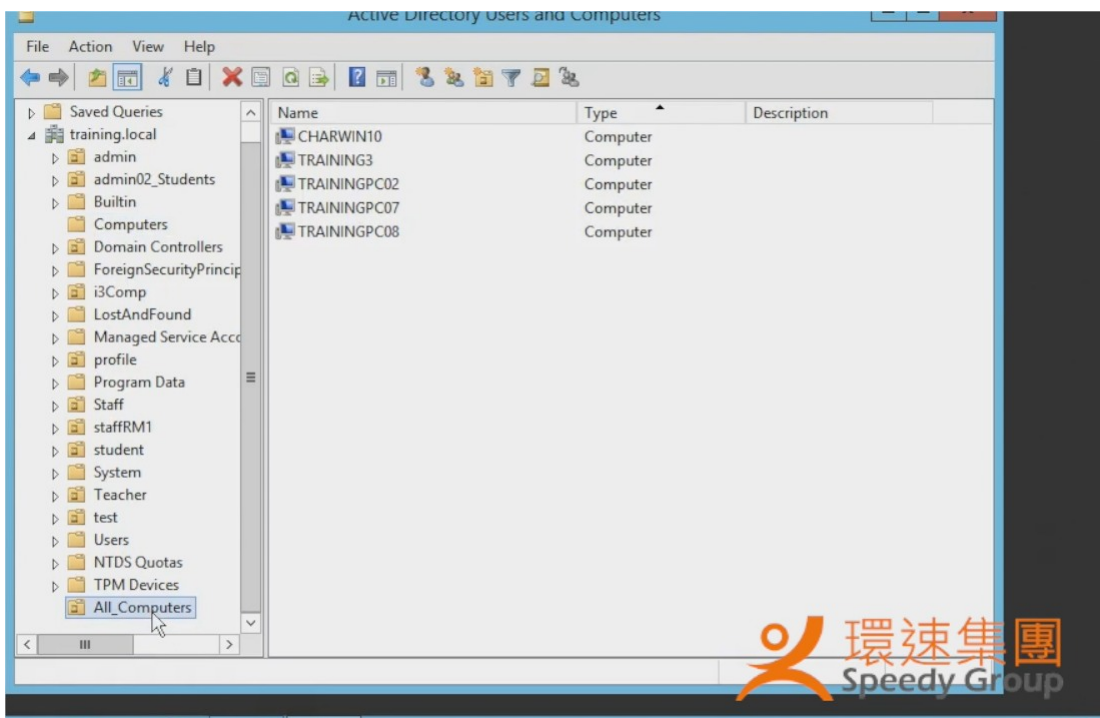 Active Directory Users and Computers
File Action View Help
Saved Queries
training.local
admin
admin02_Students
Builtin
Computers
Domain Controllers
ForeignSecurityPrincip
i3Comp
LostAndFound
Managed Service Acco
profile
Program Data
Staff
staffRM1
student
System
Teacher
test
Users
NTDS Quotas
TPM Devices
All_Computers
Name Type Description
CHARWIN10 Computer
TRAINING3 Computer
TRAININGPC02 Computer
TRAININGPC07 Computer
TRAININGPC08 Computer
環速集團
Speedy Group